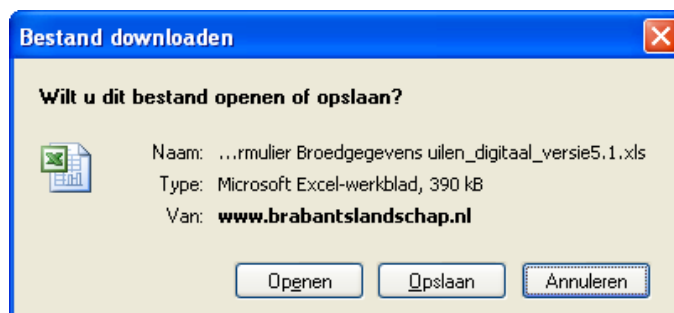 Bestand downloaden
Wilt u dit bestand openen of opslaan?
Naam: ...rmulier Broedgegevens uilen_digitaal_versie5.1.xls
Type: Microsoft Excel-werkblad, 390 kB
Van: www.brabantslandschap.nl
Openen Opslaan Annuleren